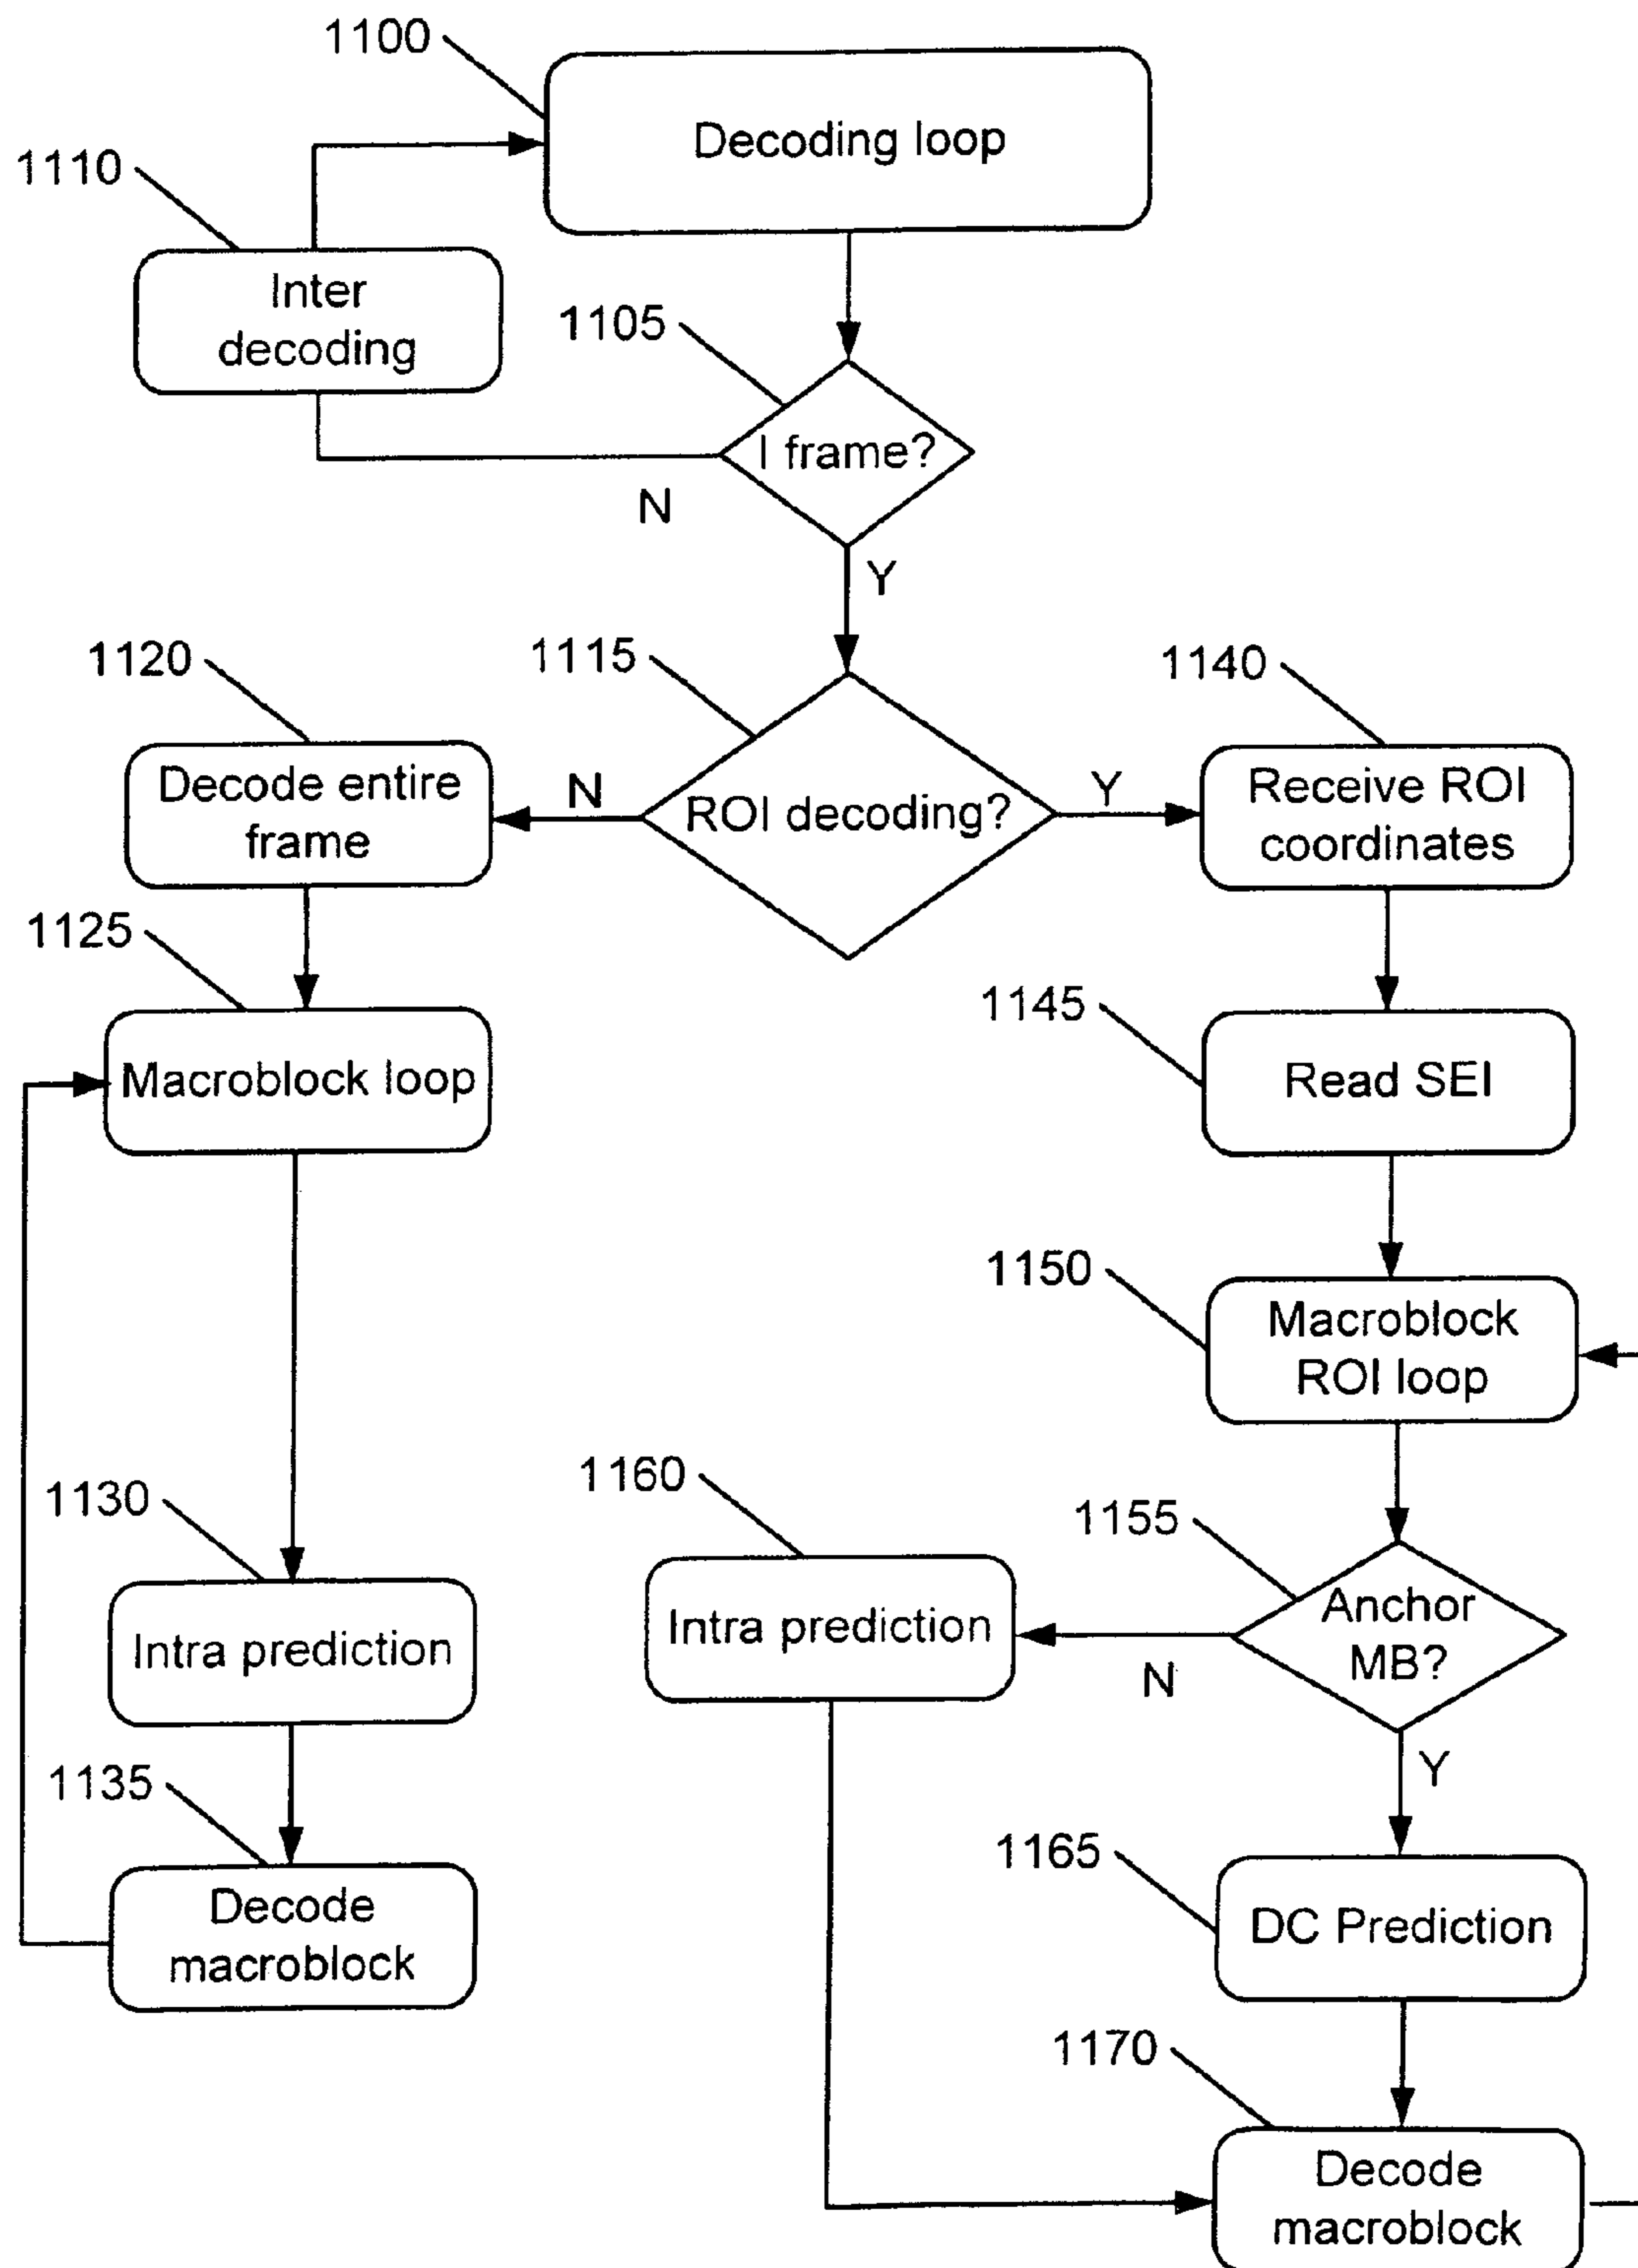 1100
Decoding loop
1110
Inter
decoding
1105
I frame?
N
Y
1120
1115
1140
Decode entire
frame
N
ROI decoding?
Y
Receive ROI
coordinates
1125
Macroblock loop
1145
Read SEI
1150
Macroblock
ROI loop
1130
Intra prediction
1160
Intra prediction
1155
Anchor
MB?
N
Y
1135
Decode
macroblock
1165
DC Prediction
1170
Decode
macroblock